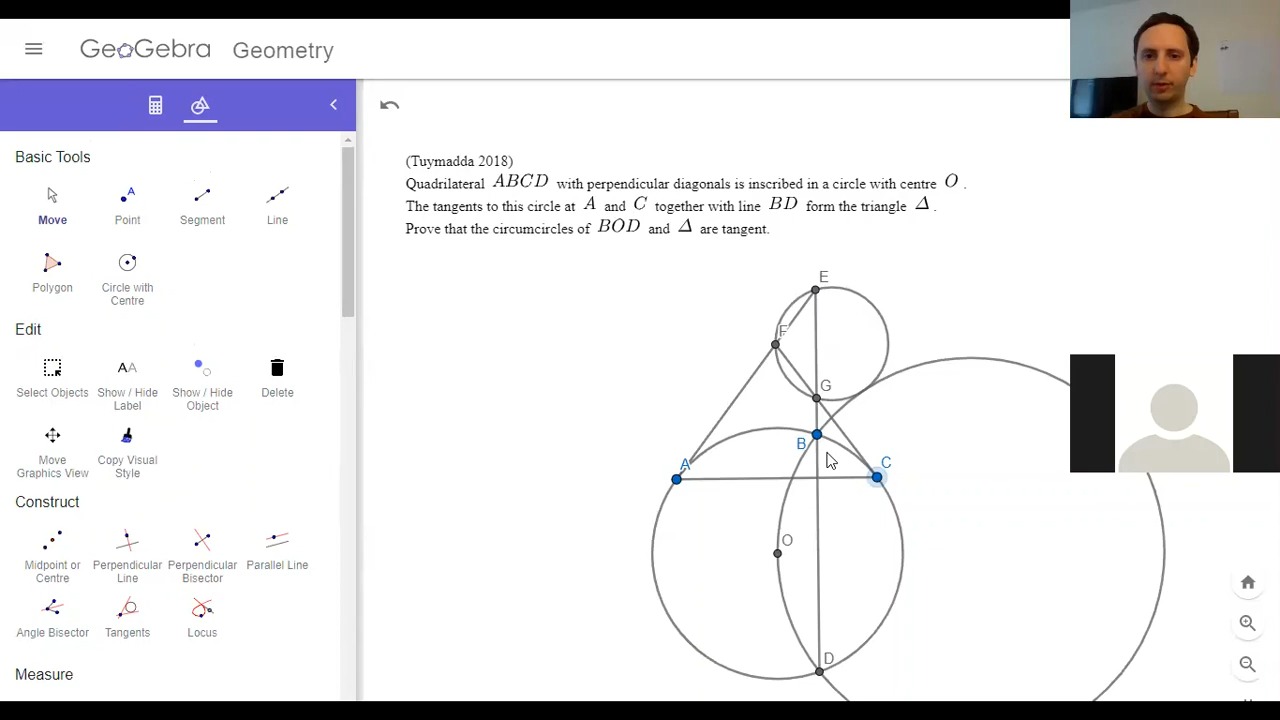 GeoGebra Geometry
Basic Tools
Move
Point
Segment
Line
Polygon
Circle with
Centre
Edit
Select Objects
Show / Hide
Label
Show / Hide
Object
Delete
Move
Graphics View
Copy Visual
Style
Construct
Midpoint or
Centre
Perpendicular
Line
Perpendicular
Bisector
Parallel Line
Angle Bisector
Tangents
Locus
Measure
(Tuymadda 2018)
Quadrilateral ABCD with perpendicular diagonals is inscribed in a circle with centre O .
The tangents to this circle at A and C together with line BD form the triangle Δ .
Prove that the circumcircles of BOD and Δ are tangent.
E
F
G
B
A
C
O
D